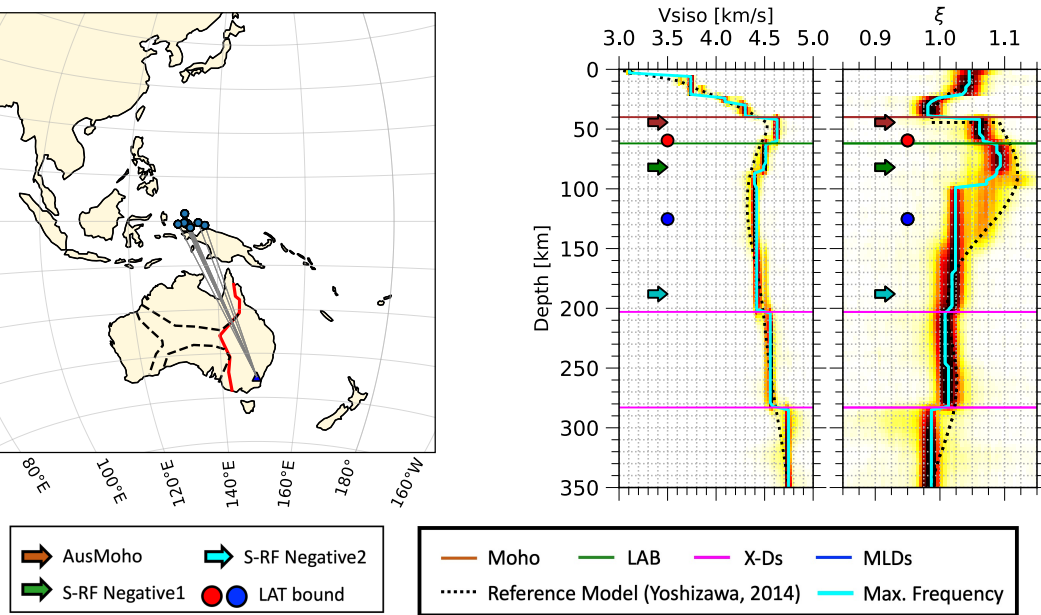 Vsiso [km/s]
3.0 3.5 4.0 4.5 5.0
ξ
0.9 1.0 1.1
Depth [km]
0
50
100
150
200
250
300
350
80°E 100°E 120°E 140°E 160°E 180° 160°W
AusMoho
S-RF Negative2
S-RF Negative1
LAT bound
Moho
LAB
X-Ds
MLDs
Reference Model (Yoshizawa, 2014)
Max. Frequency